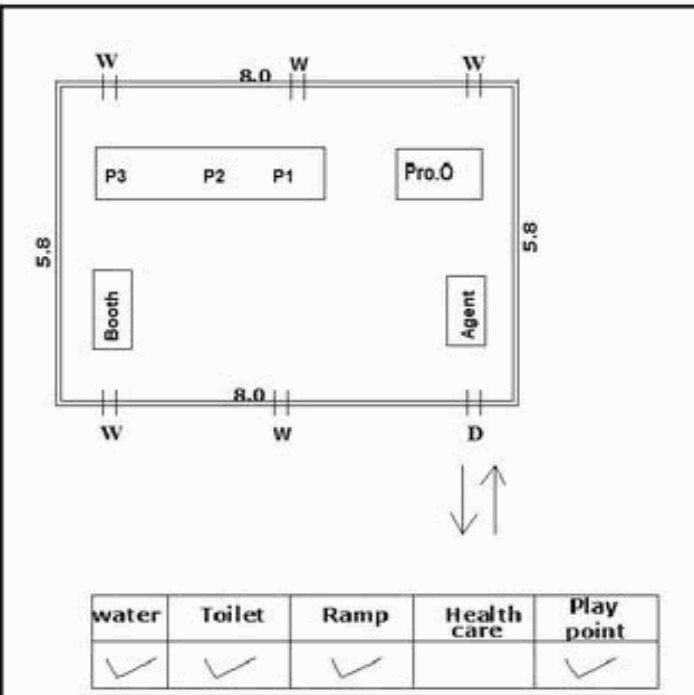 W W W
8.0
P3 P2 P1 Pro.O
5.8 5.8
Booth Agent
8.0
W W D
water Toilet Ramp Health care Play point